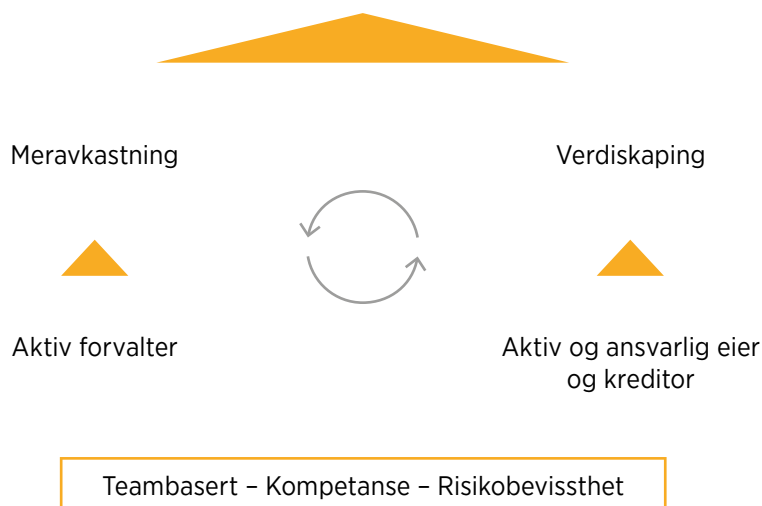 Meravkastning
Verdiskaping
Aktiv forvalter
Aktiv og ansvarlig eier
og kreditor
Teambasert – Kompetanse – Risikobevissthet